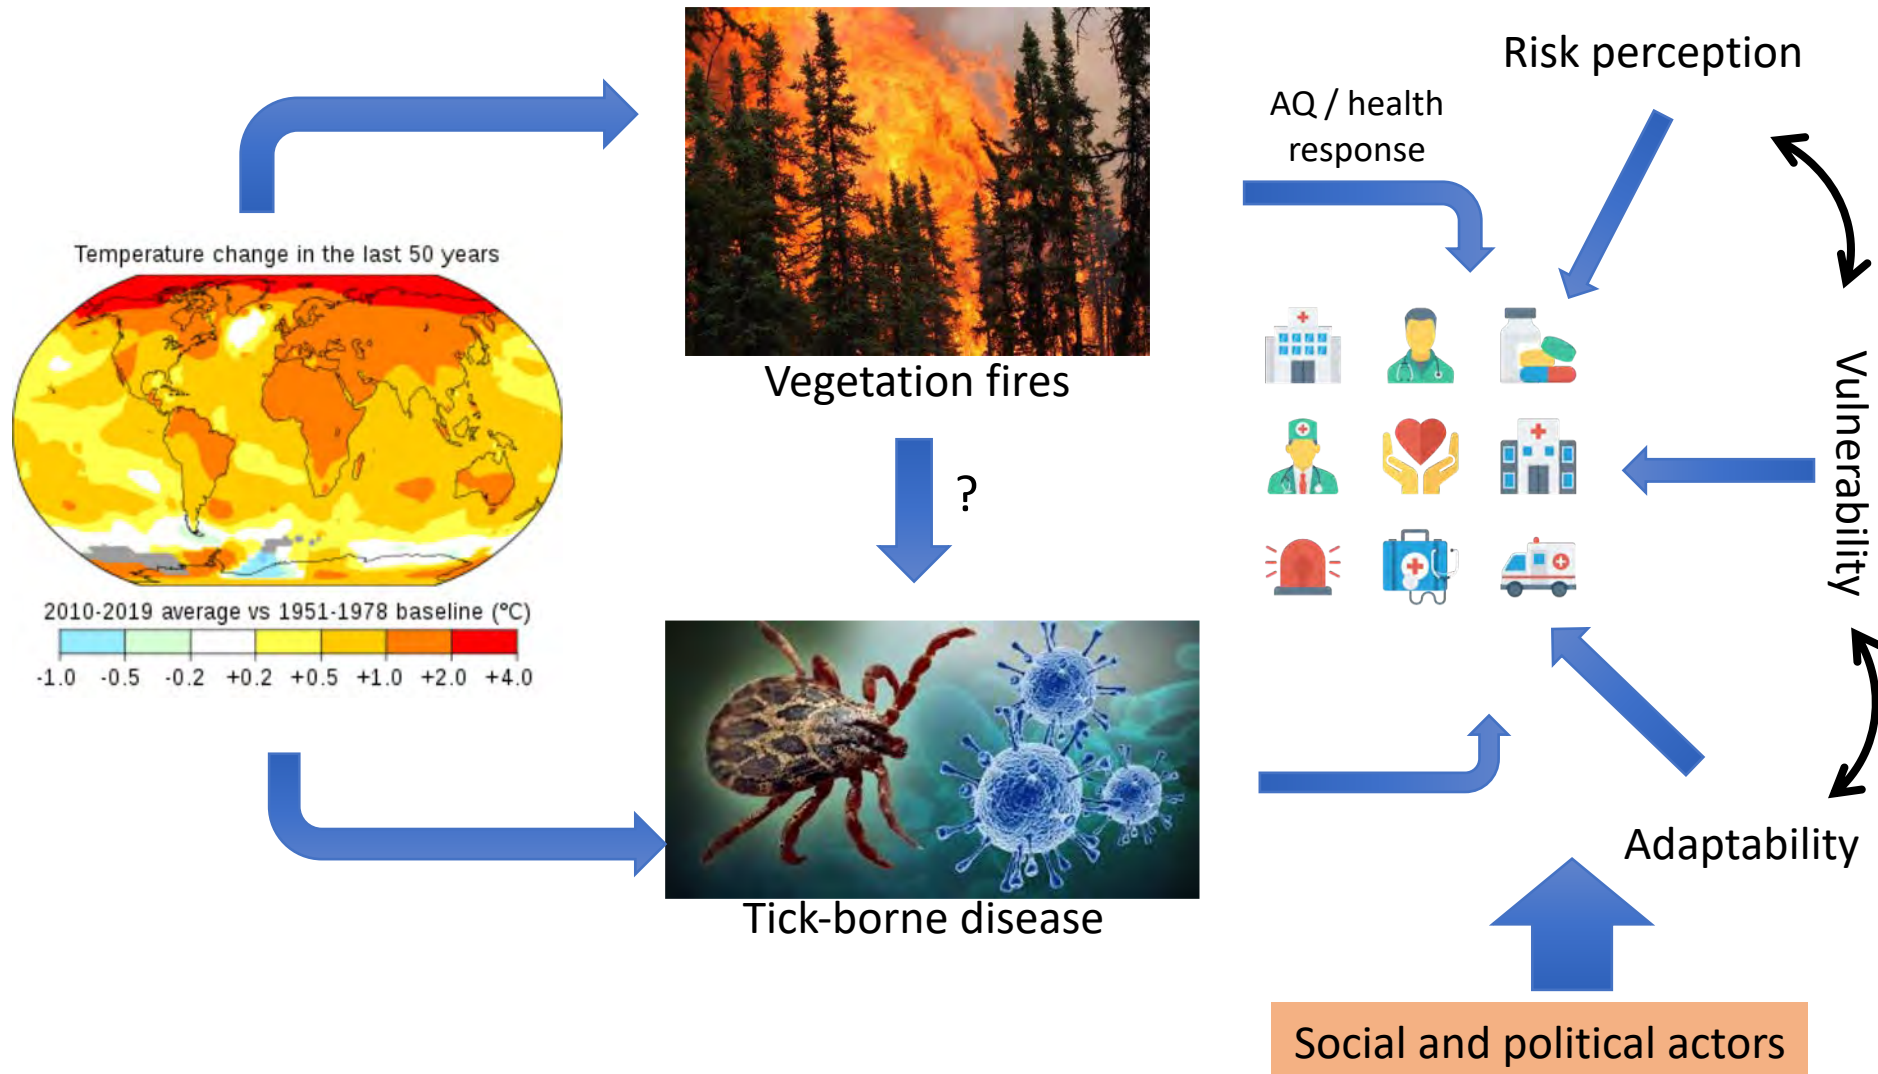 Risk perception
AQ / health
response
Temperature change in the last 50 years
Vegetation fires
Vulnerability
?
2010-2019 average vs 1951-1978 baseline (°C)
-1.0 -0.5 -0.2 +0.2 +0.5 +1.0 +2.0 +4.0
Adaptability
Tick-borne disease
Social and political actors